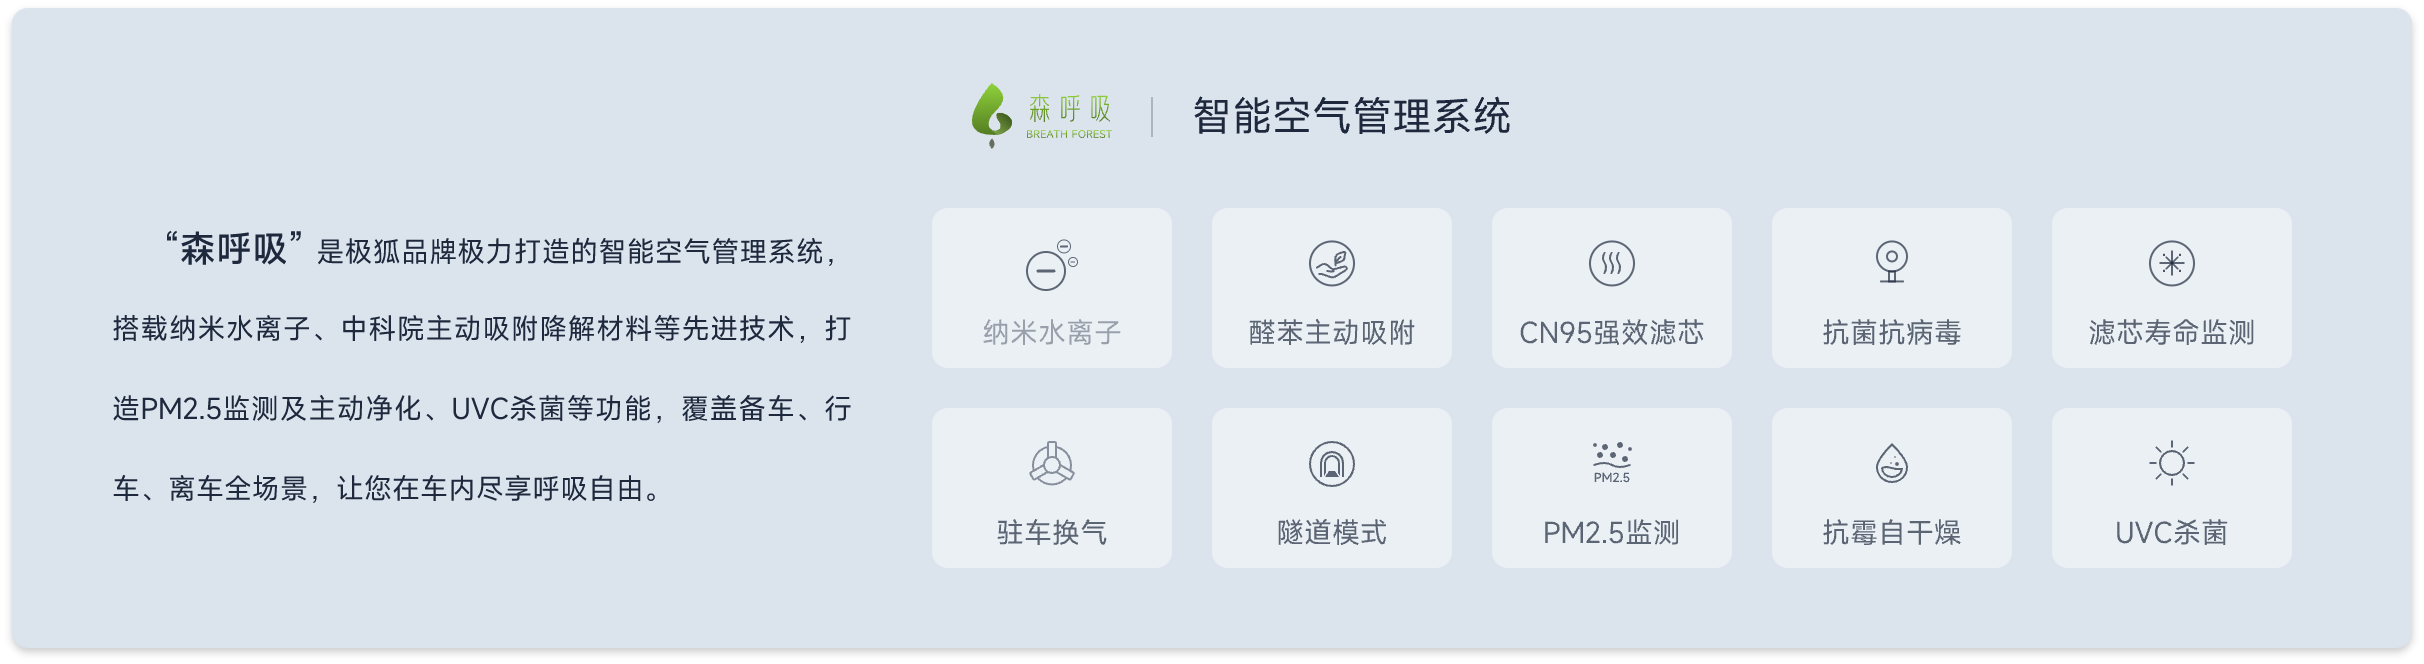 森呼吸
BREATH FOREST
智能空气管理系统
“森呼吸” 是极狐品牌极力打造的智能空气管理系统，
搭载纳米水离子、中科院主动吸附降解材料等先进技术，打
造PM2.5监测及主动净化、UVC杀菌等功能，覆盖备车、行
车、离车全场景，让您在车内尽享呼吸自由。
纳米水离子
醛苯主动吸附
CN95强效滤芯
抗菌抗病毒
滤芯寿命监测
驻车换气
隧道模式
PM2.5
PM2.5监测
抗霉自干燥
UVC杀菌